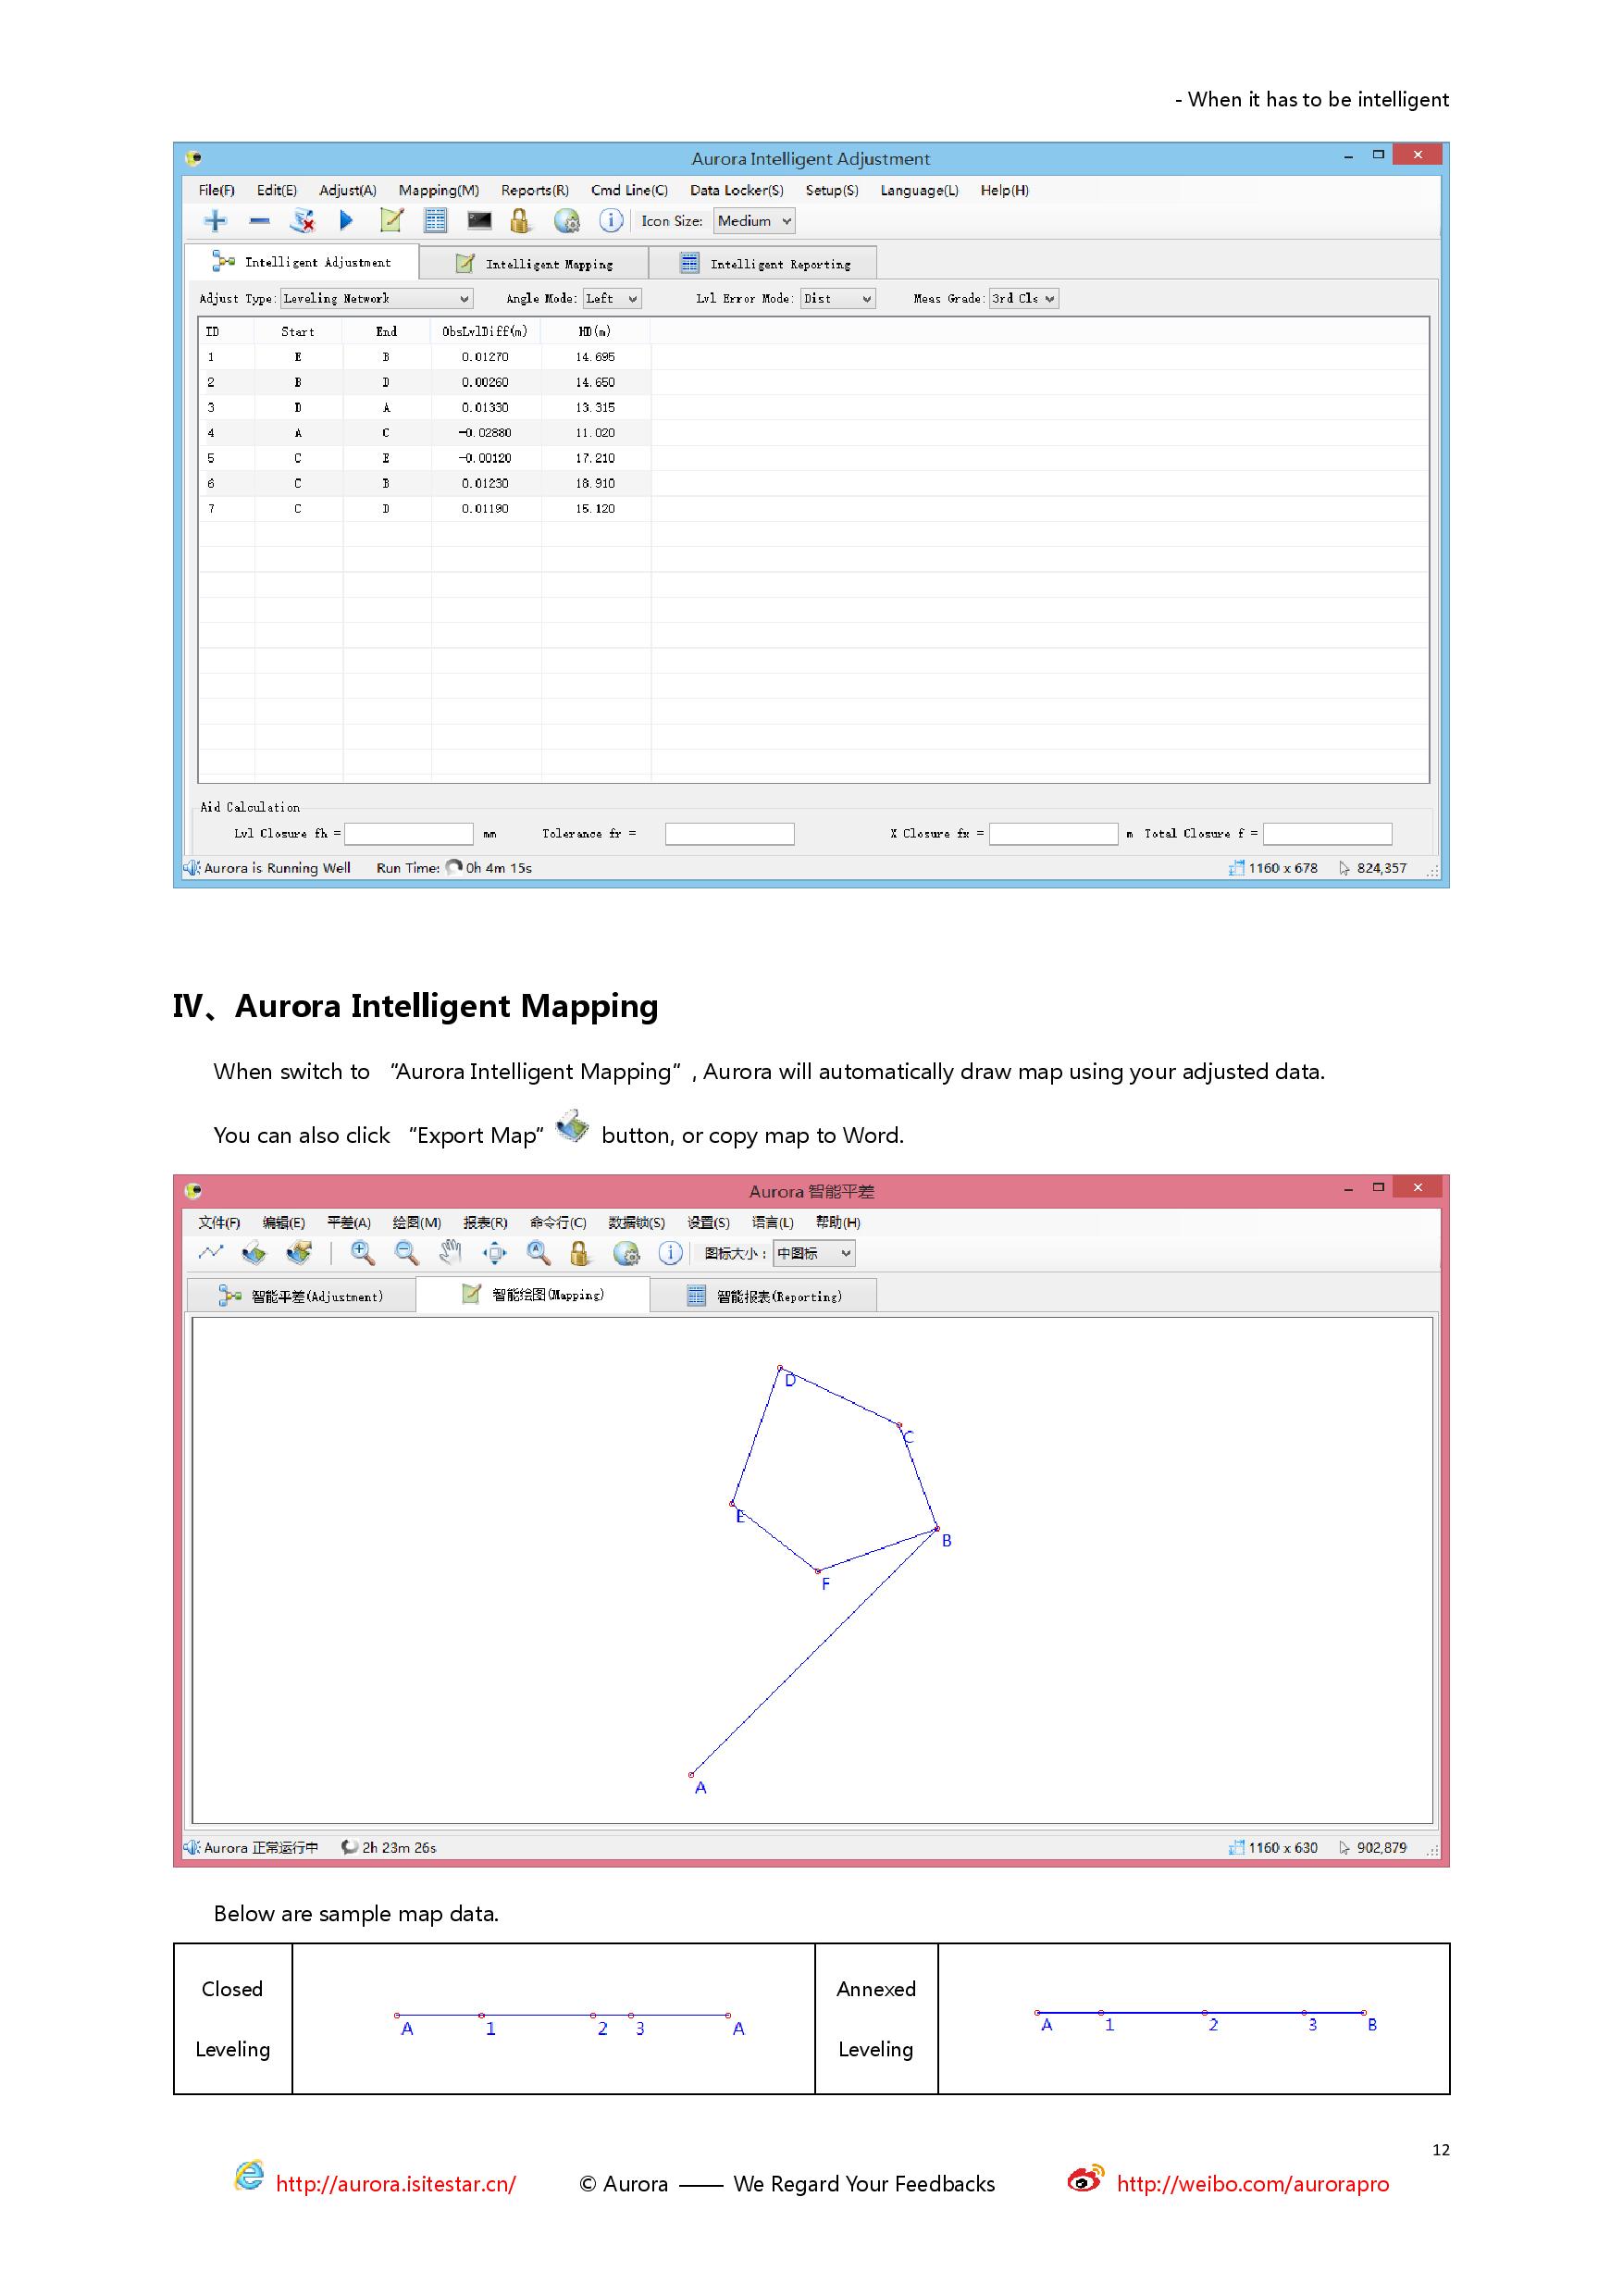 - When it has to be intelligent
Aurora Intelligent Adjustment
File(F) Edit(E) Adjust(A) Mapping(M) Reports(R) Cmd Line(C) Data Locker(S) Setup(S) Language(L) Help(H)
Icon Size: Medium
Intelligent Adjustment Intelligent Mapping Intelligent Reporting
Adjust Type: Leveling Network Angle Mode: Left Lvl Error Mode: Dist Meas Grade: 3rd Cls
ID Start End ObsLvlDiff(m) HD(m)
1 E B 0.01270 14.695
2 B D 0.00260 14.650
3 D A 0.01330 13.315
4 A C -0.02880 11.020
5 C E -0.00120 17.210
6 C B 0.01230 18.910
7 C D 0.01190 15.120
Aid Calculation
Lvl Closure fh = mm Tolerance fr = X Closure fx = m Total Closure f =
Aurora is Running Well Run Time: 0h 4m 15s 1160 x 678 824,357
IV、Aurora Intelligent Mapping
When switch to “Aurora Intelligent Mapping”, Aurora will automatically draw map using your adjusted data.
You can also click “Export Map” button, or copy map to Word.
Aurora 智能平差
文件(F) 编辑(E) 平差(A) 绘图(M) 报表(R) 命令行(C) 数据锁(S) 设置(S) 语言(L) 帮助(H)
图标大小： 中图标
智能平差(Adjustment) 智能绘图(Mapping) 智能报表(Reporting)
D
C
E
B
F
A
Aurora 正常运行中 2h 23m 26s 1160 x 630 902,879
Below are sample map data.
Closed Leveling
A 1 2 3 A
Annexed Leveling
A 1 2 3 B
12
http://aurora.isitestar.cn/ © Aurora —— We Regard Your Feedbacks http://weibo.com/aurorapro